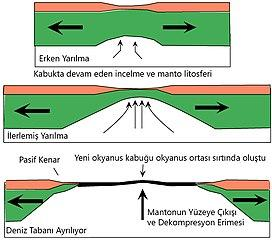 Erken Yarılma
Kabukta devam eden incelme ve manto litosferi
İlerlemiş Yarılma
Pasif Kenar
Yeni okyanus kabuğu okyanus ortası sırtında oluştu
Mantonun Yüzeye Çıkışı
ve Dekompresyon Erimesi
Deniz Tabanı Ayrılıyor